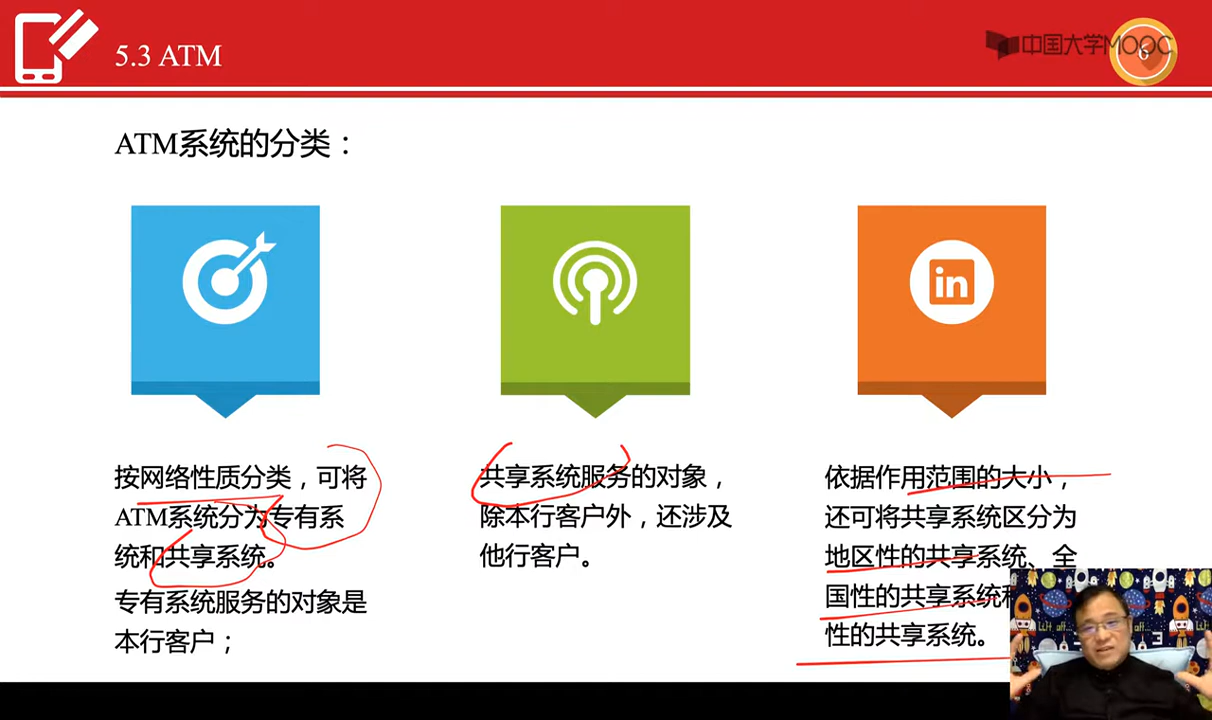 5.3 ATM
中国大学MOOC
6
ATM系统的分类：
in
按网络性质分类，可将
ATM系统分为专有系
统和共享系统。
专有系统服务的对象是
本行客户；
共享系统服务的对象，
除本行客户外，还涉及
他行客户。
依据作用范围的大小，
还可将共享系统区分为
地区性的共享系统、全
国性的共享系统和
性的共享系统。